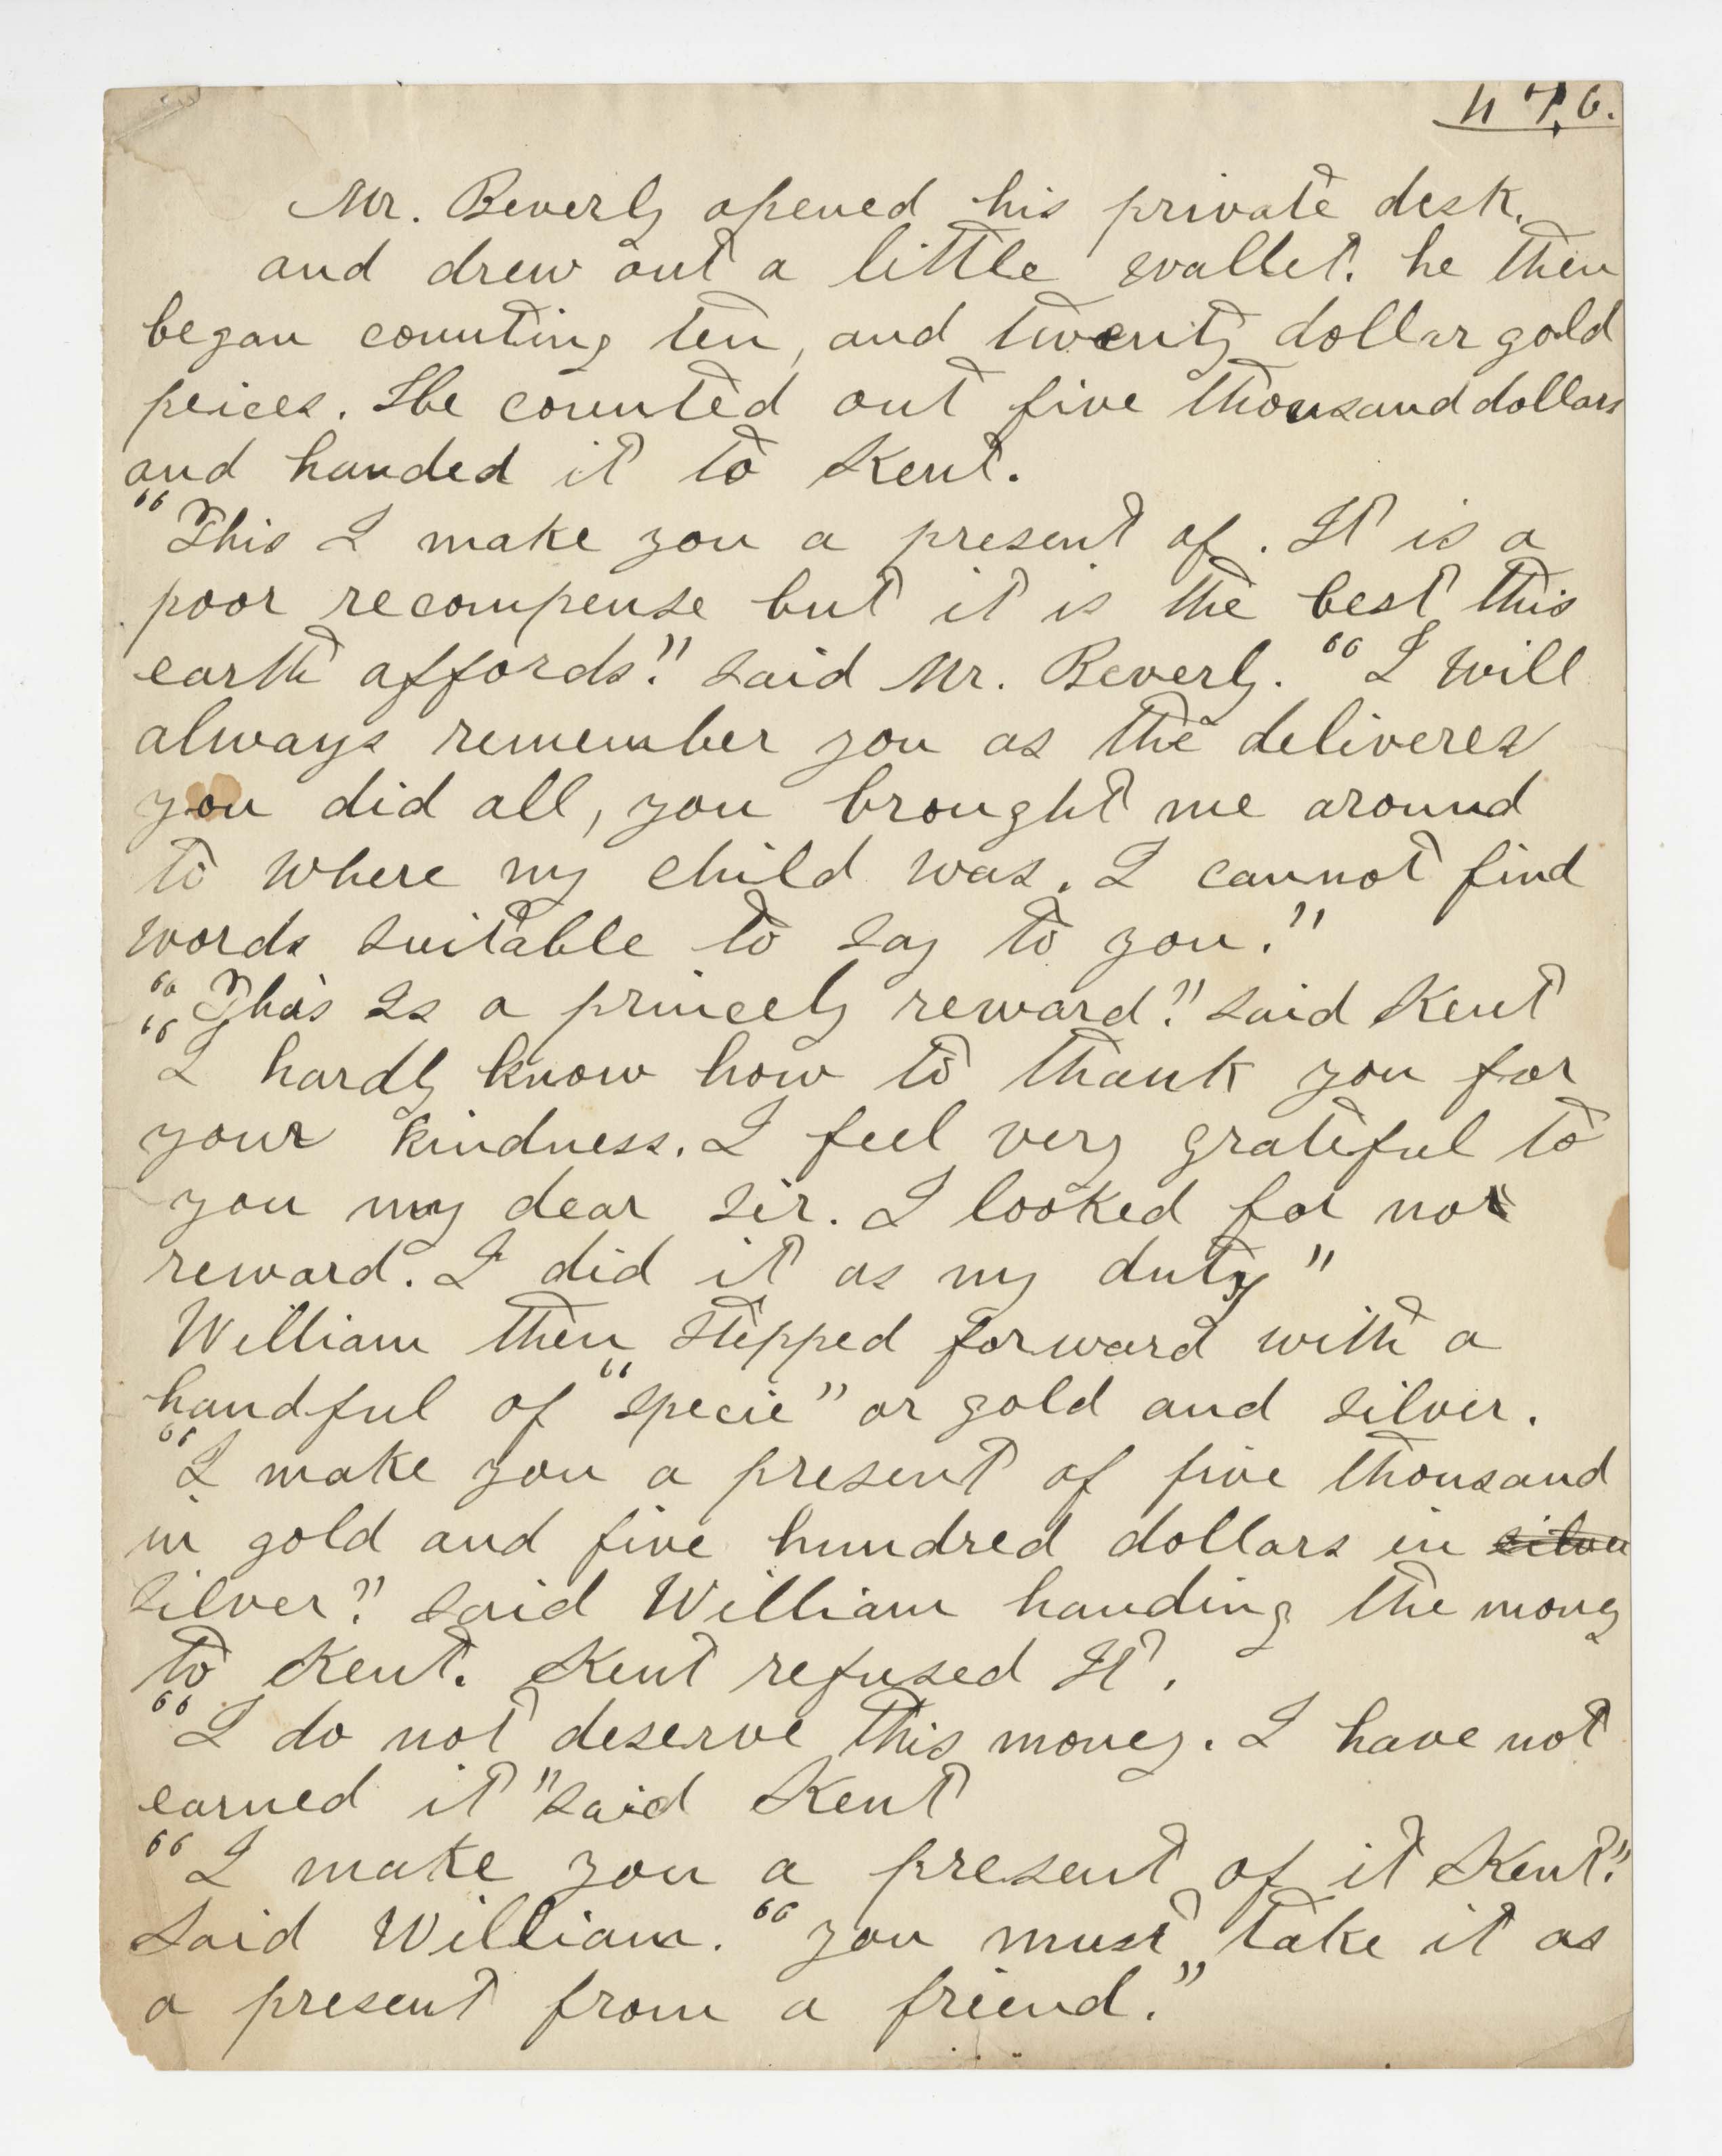 476.
Mr. Beverly opened his private desk.
and drew out a little wallet. he then
began counting ten, and twenty dollar gold
peices. He counted out five thousand dollars
and handed it to Kent.
"This I make you a present of. It is a
poor recompense but it is the best this
earth affords." said Mr. Beverly. "I will
always remember you as the deliverer
you did all, you brought me around
to where my child was. I cannot find
words suitable to say to you."
"This is a princely reward." said Kent
"I hardly know how to thank you for
your kindness. I feel very grateful to
you my dear sir. I looked for no
reward. I did it as my duty"
William then stepped forward with a
handful of "specie" or gold and silver.
"I make you a present of five thousand
in gold and five hundred dollars in silver
silver." said William handing the mony
to Kent. Kent refused It.
"I do not deserve this money. I have not
earned it" said Kent
"I make you a present of it Kent."
said William. "you must take it as
a present from a friend."